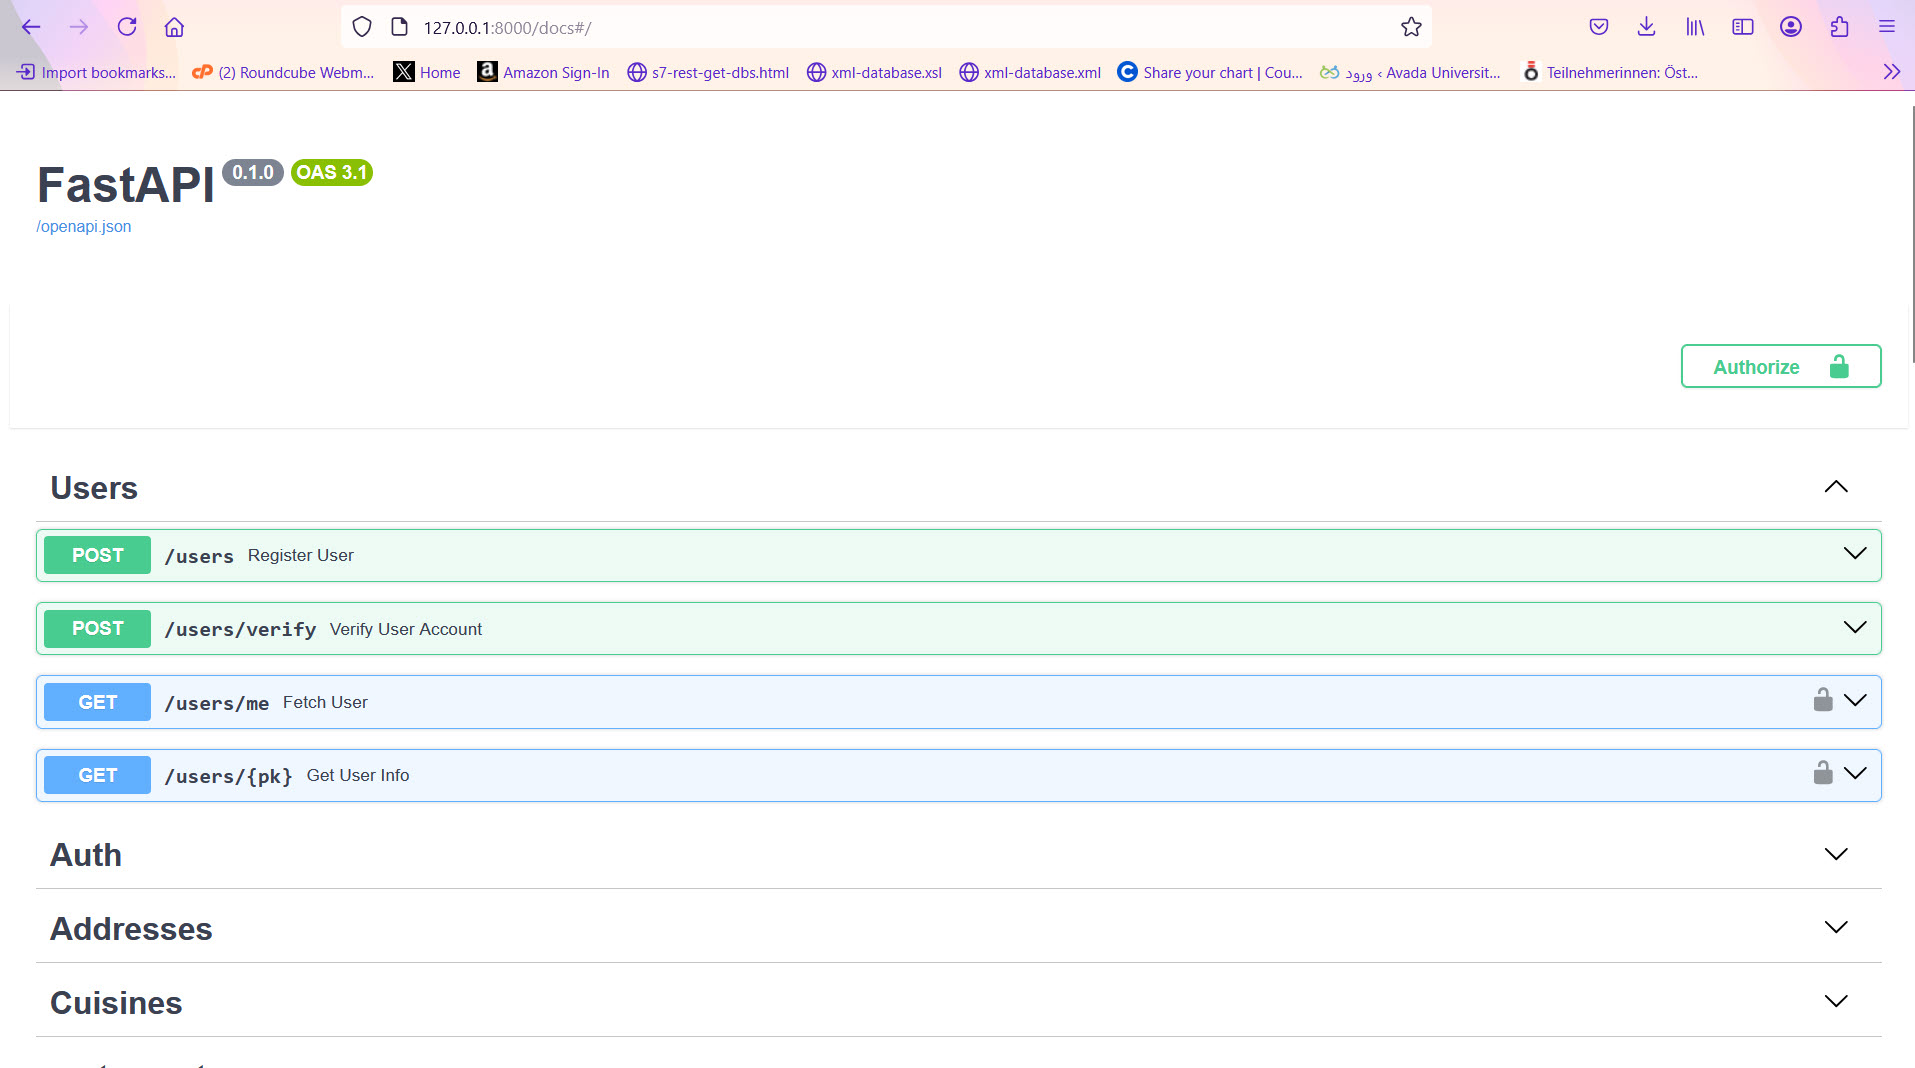 127.0.0.1:8000/docs#/
Import bookmarks... (2) Roundcube Webm... Home Amazon Sign-In s7-rest-get-dbs.html xml-database.xsl xml-database.xml Share your chart | Cou... ورود ‹ Avada Universit... Teilnehmerinnen: Öst...
FastAPI 0.1.0 OAS 3.1
/openapi.json
Authorize
Users
POST /users Register User
POST /users/verify Verify User Account
GET /users/me Fetch User
GET /users/{pk} Get User Info
Auth
Addresses
Cuisines